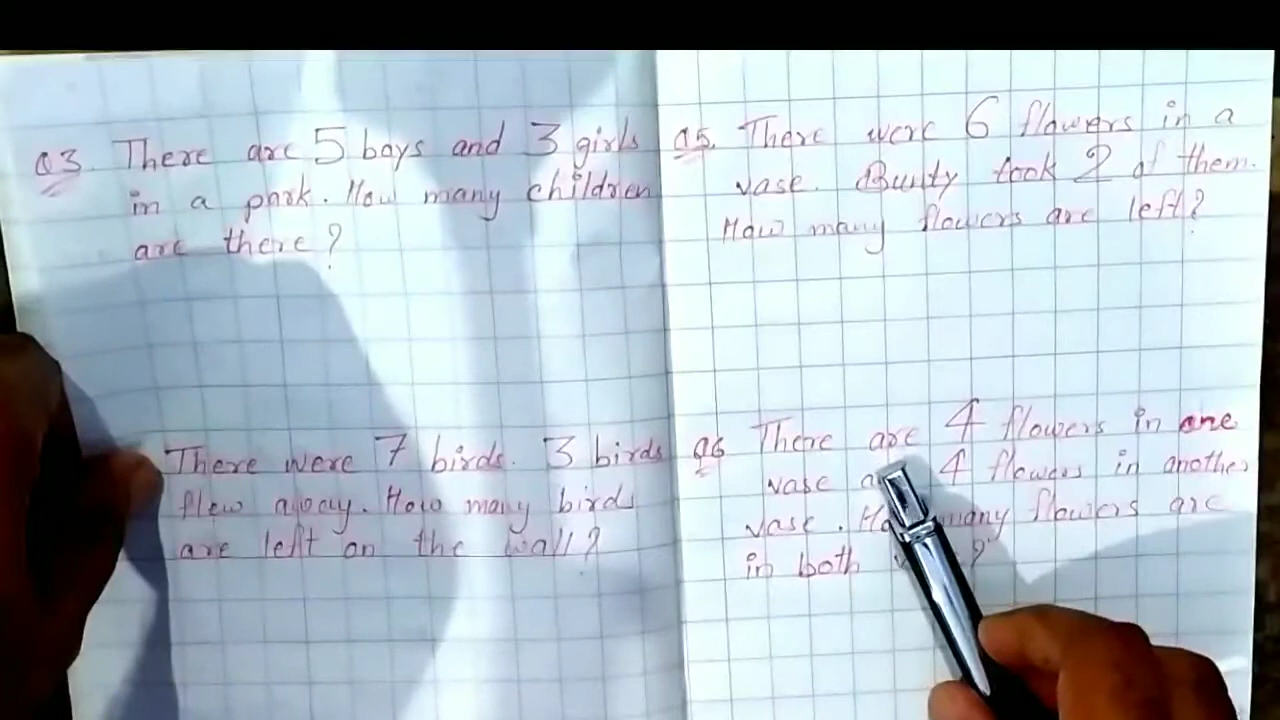 Q3. There are 5 boys and 3 girls
in a park. How many children
are there?
There were 7 birds. 3 birds
flew away. How many birds
are left on the wall?
Q5. There were 6 flowers in a
vase. Bunty took 2 of them.
How many flowers are left?
Q6 There are 4 flowers in one
vase 4 flowers in another
vase. many flowers are
in both ?